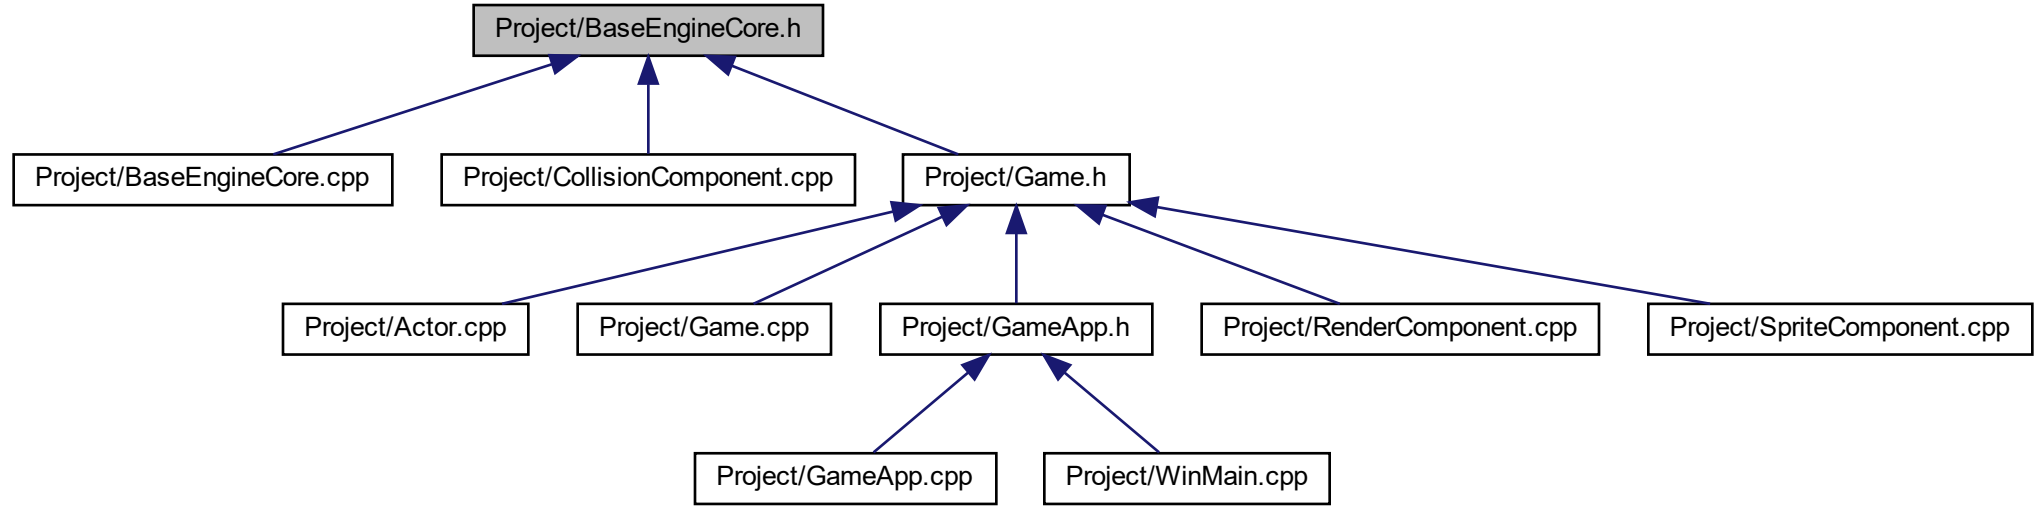 Project/BaseEngineCore.h
Project/BaseEngineCore.cpp
Project/CollisionComponent.cpp
Project/Game.h
Project/Actor.cpp
Project/Game.cpp
Project/GameApp.h
Project/RenderComponent.cpp
Project/SpriteComponent.cpp
Project/GameApp.cpp
Project/WinMain.cpp